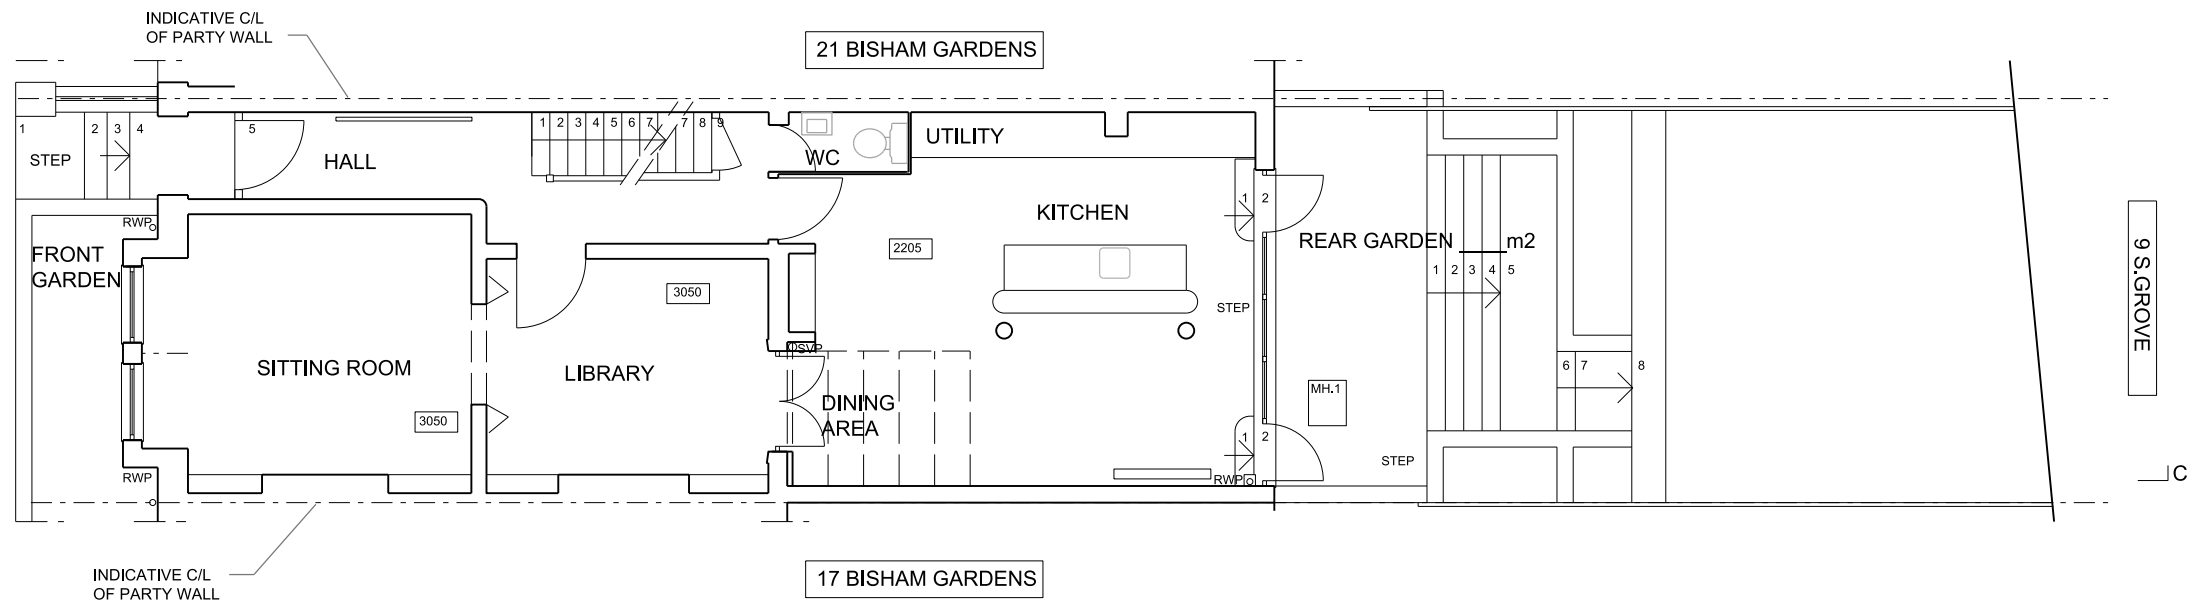 INDICATIVE C/L
OF PARTY WALL
21 BISHAM GARDENS
1
2
3
4
5
STEP
HALL
1 2 3 4 5 6 7 7 8 9
WC
UTILITY
KITCHEN
2205
1 2
RWP
FRONT
GARDEN
REAR GARDEN
m2
1 2 3 4 5
9 S.GROVE
3050
STEP
SVP
SITTING ROOM
LIBRARY
6 7 8
MH.1
DINING
AREA
3050
1 2
STEP
RWP
RWP
C
INDICATIVE C/L
OF PARTY WALL
17 BISHAM GARDENS